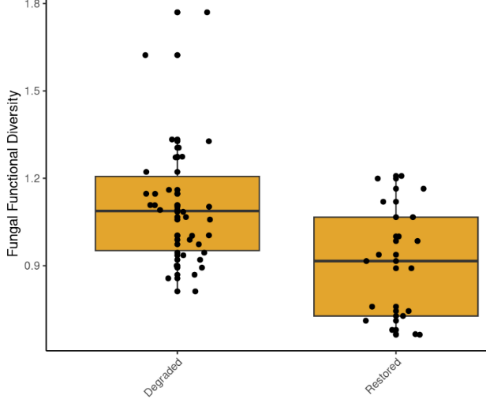 1.8
1.5
1.2
0.9
Fungal Functional Diversity
Degraded
Restored